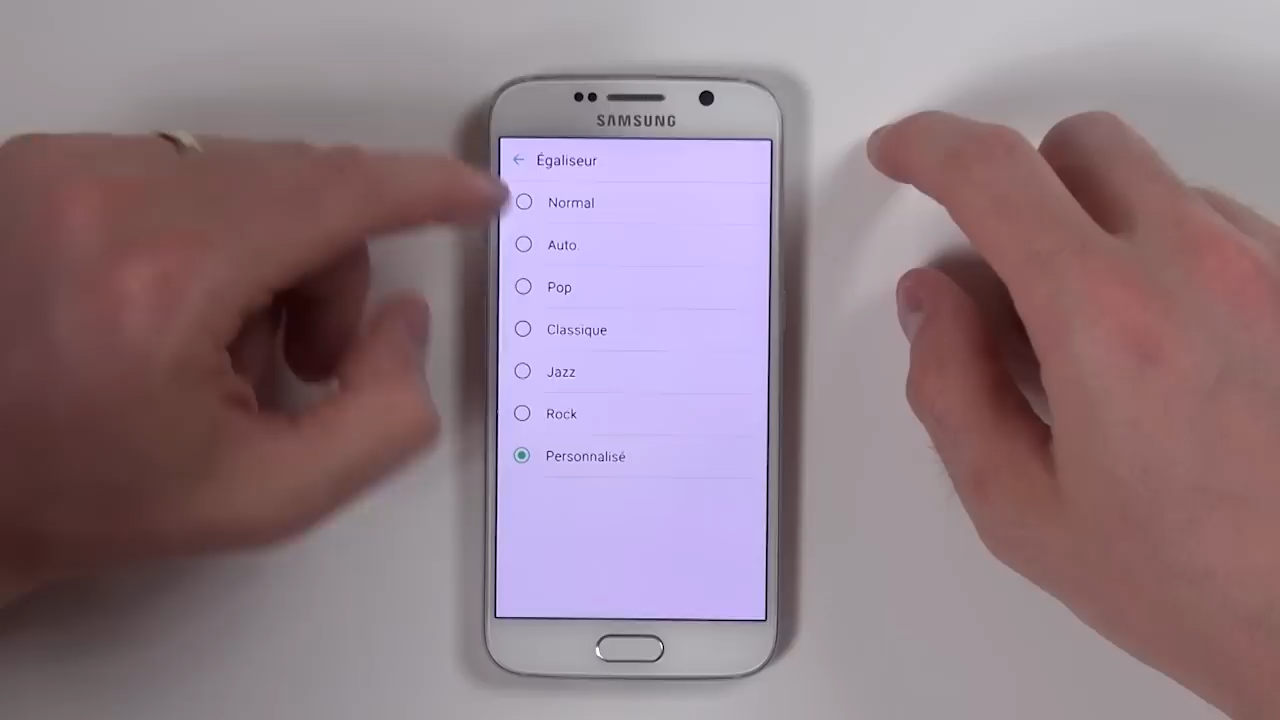 SAMSUNG
Égaliseur
Normal
Auto
Pop
Classique
Jazz
Rock
Personnalisé